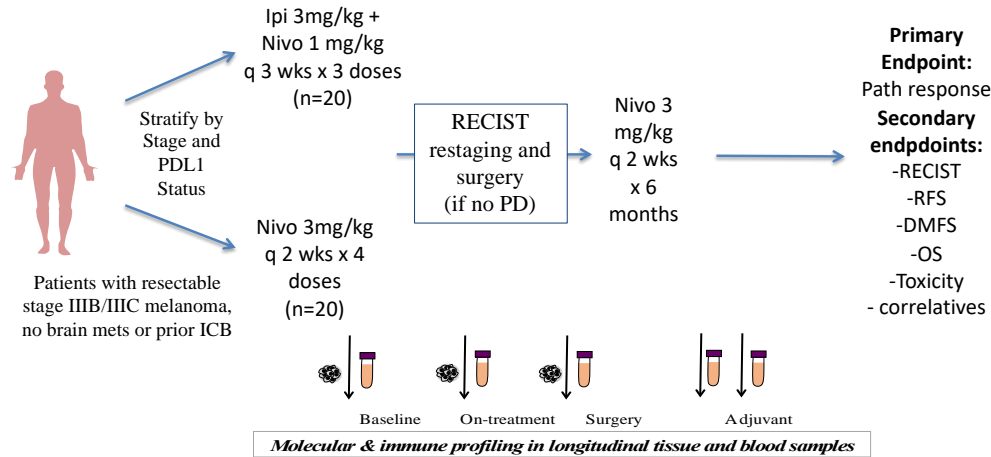 Ipi 3mg/kg +
Nivo 1 mg/kg
q 3 wks x 3 doses
(n=20)
Stratify by
Stage and
PDL1
Status
Nivo 3mg/kg
q 2 wks x 4
doses
(n=20)
Patients with resectable
stage IIIB/IIIC melanoma,
no brain mets or prior ICB
RECIST
restaging and
surgery
(if no PD)
Nivo 3
mg/kg
q 2 wks
x 6
months
Primary
Endpoint:
Path response
Secondary
endpdoints:
-RECIST
-RFS
-DMFS
-OS
-Toxicity
- correlatives
Baseline
On-treatment
Surgery
Adjuvant
Molecular & immune profiling in longitudinal tissue and blood samples